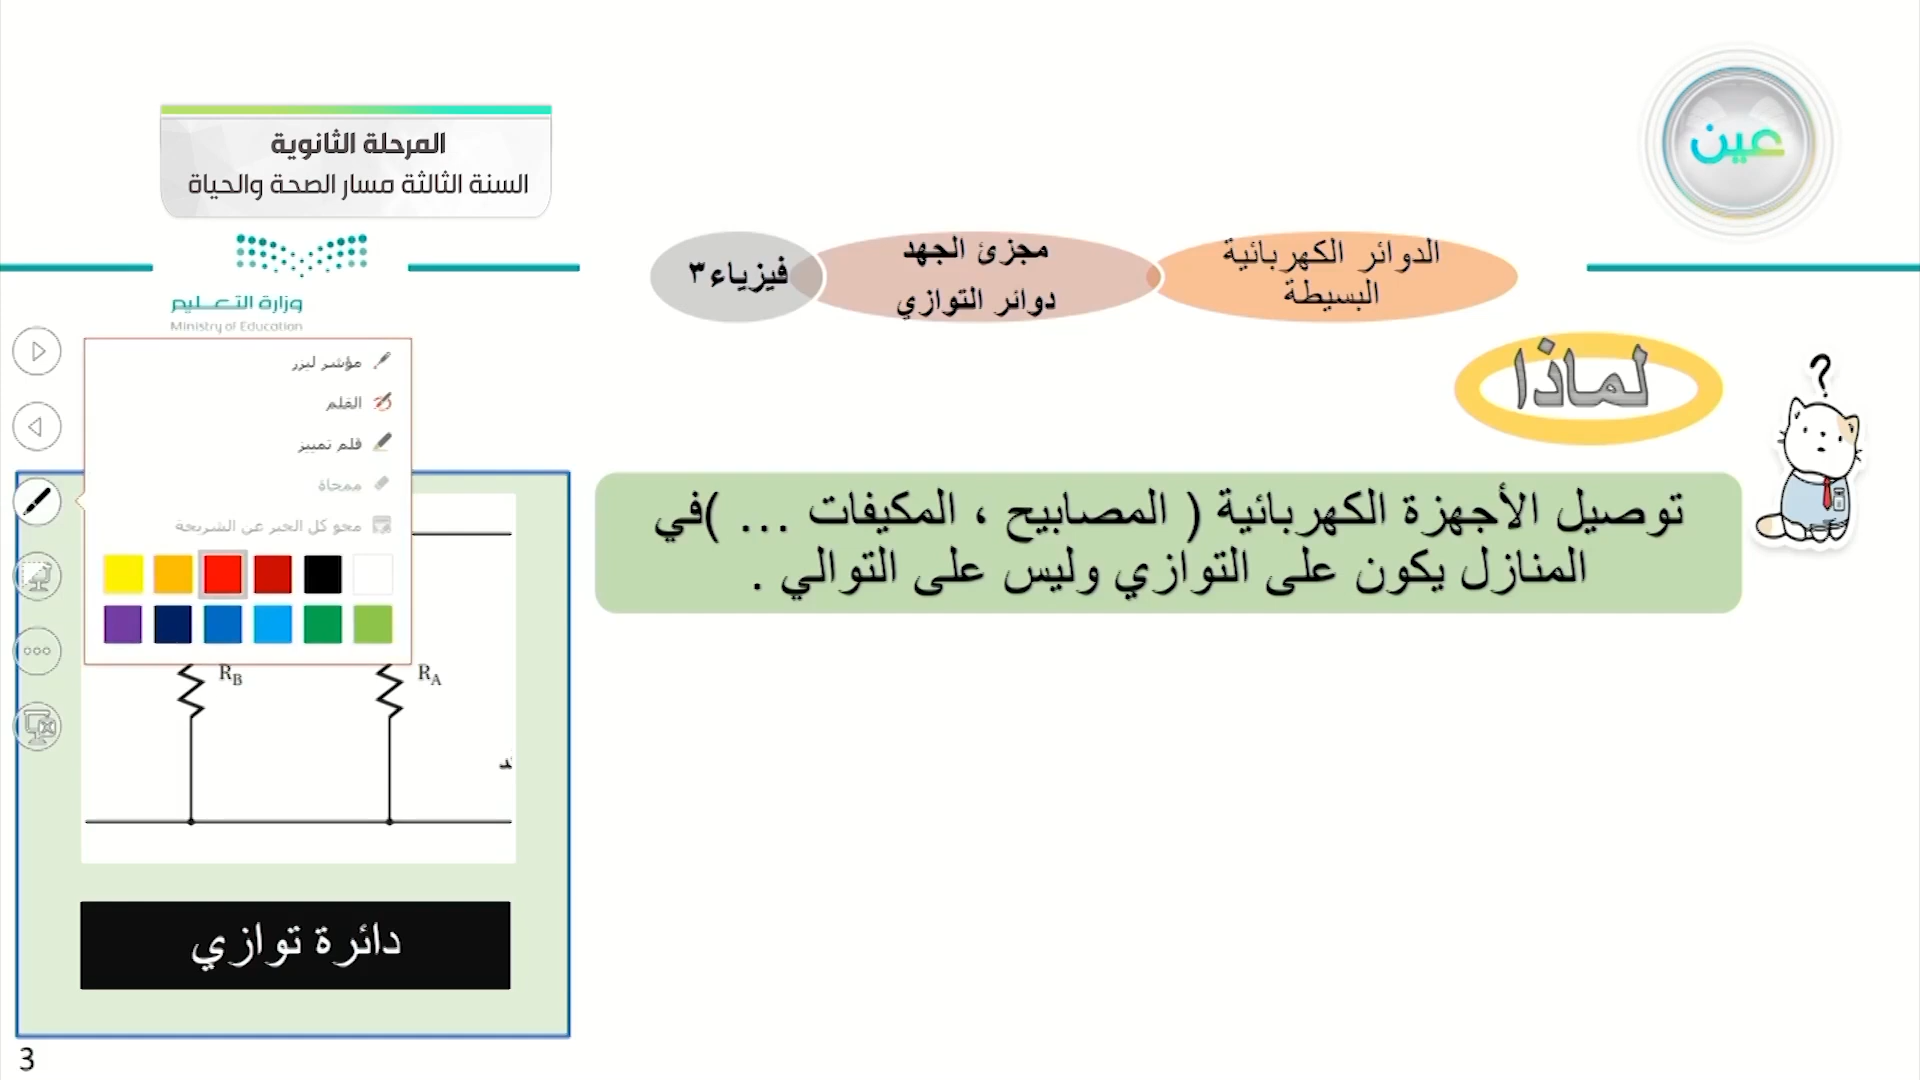 المرحلة الثانوية
السنة الثالثة مسار الصحة والحياة
عين
وزارة التعليم
Ministry of Education
الدوائر الكهربائية
البسيطة
مجزئ الجهد
دوائر التوازي
فيزياء٣
لماذا
?
توصيل الأجهزة الكهربائية ( المصابيح ، المكيفات ... )في
المنازل يكون على التوازي وليس على التوالي .
مؤشر ليزر
القلم
قلم تمييز
ممحاة
محو كل الحبر عن الشريحة
R_B
R_A
دائرة توازي
3